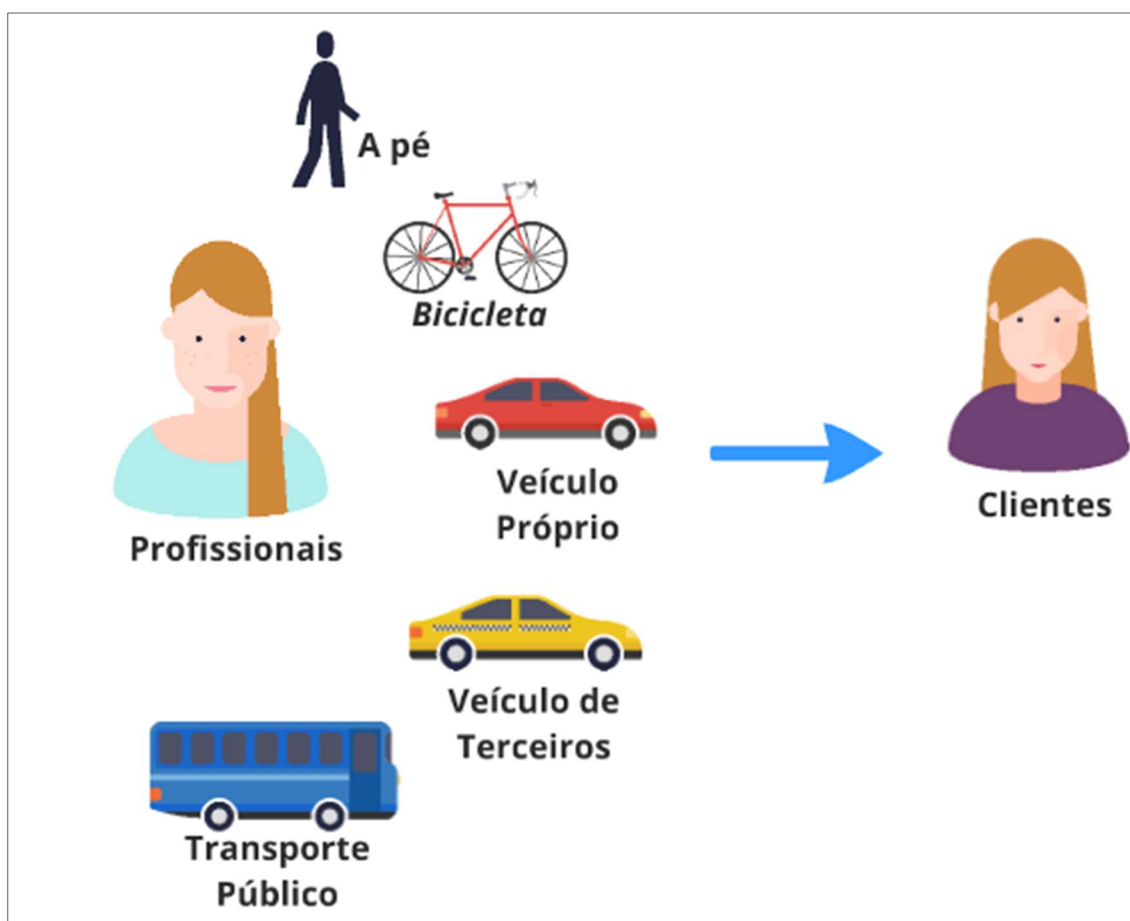 A pé
Bicicleta
Veículo
Próprio
Profissionais
Clientes
Veículo de
Terceiros
Transporte
Público